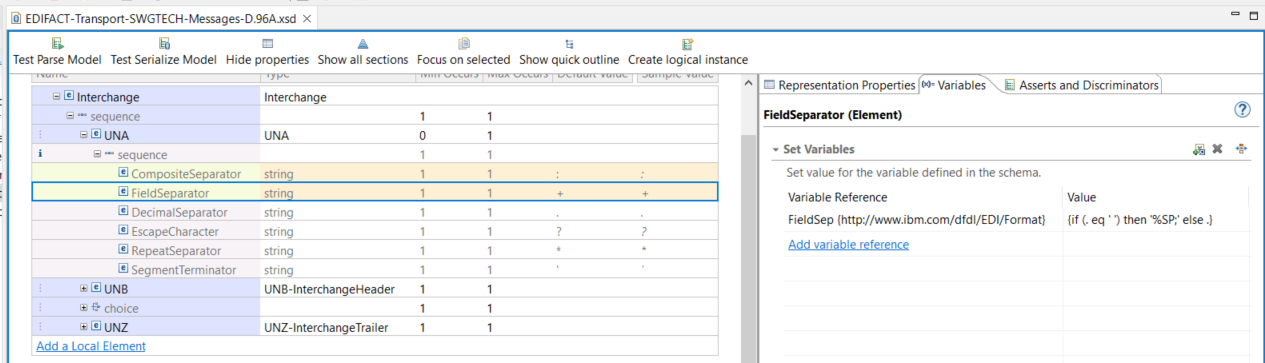 EDIFACT-Transport-SWGTECH-Messages-D.96A.xsd
Test Parse Model Test Serialize Model Hide properties Show all sections Focus on selected Show quick outline Create logical instance
Name Type Min Occurs Max Occurs Default Value Sample Value
Interchange Interchange
sequence 1 1
UNA UNA 0 1
sequence 1 1
CompositeSeparator string 1 1 : :
FieldSeparator string 1 1 + +
DecimalSeparator string 1 1 . .
EscapeCharacter string 1 1 ? ?
RepeatSeparator string 1 1 * *
SegmentTerminator string 1 1 ' '
UNB UNB-InterchangeHeader 1 1
choice 1 1
UNZ UNZ-InterchangeTrailer 1 1
Add a Local Element
Representation Properties (x)= Variables Asserts and Discriminators
FieldSeparator (Element)
Set Variables
Set value for the variable defined in the schema.
Variable Reference Value
FieldSep {http://www.ibm.com/dfdl/EDI/Format} {if (. eq ' ') then '%SP;' else .}
Add variable reference